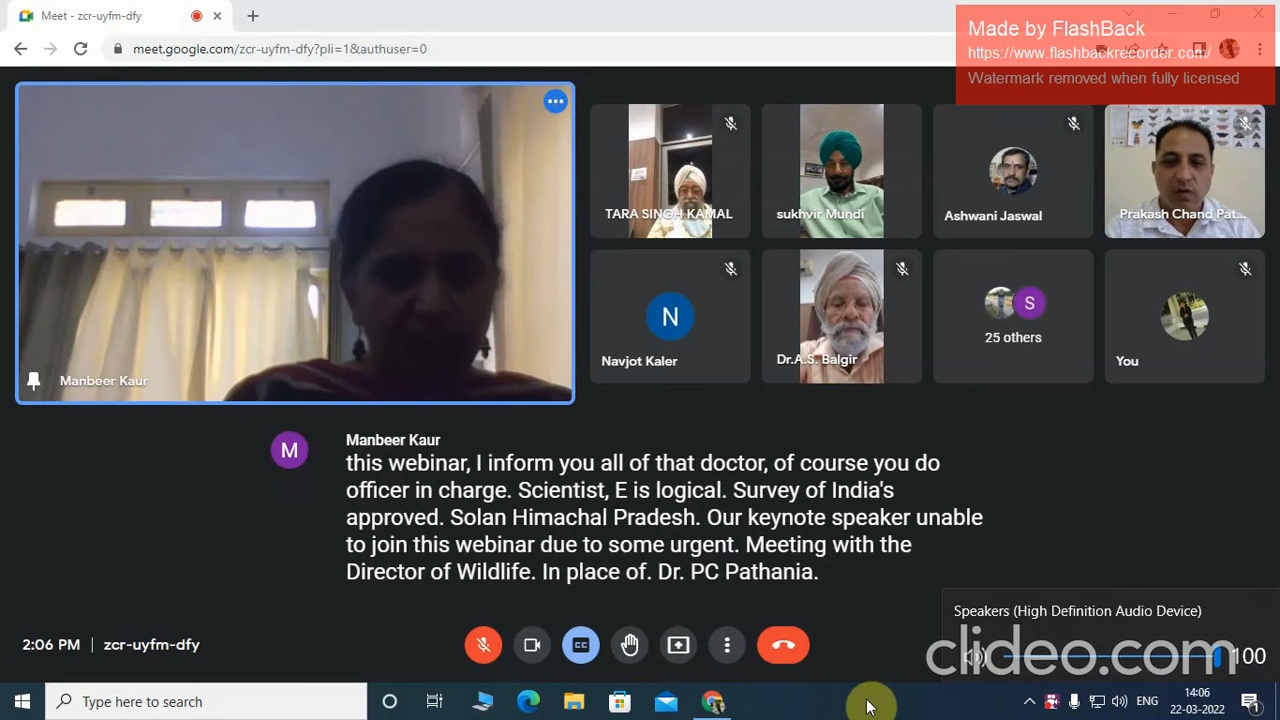 Meet - zcr-uyfm-dfy
meet.google.com/zcr-uyfm-dfy?pli=1&authuser=0
Made by FlashBack
https://www.flashbackrecorder.com/
Watermark removed when fully licensed
TARA SINGH KAMAL
sukhvir Mundi
Ashwani Jaswal
Prakash Chand Pat...
N
S
25 others
Navjot Kaler
Dr.A.S. Balgir
You
Manbeer Kaur
M
Manbeer Kaur
this webinar, I inform you all of that doctor, of course you do
officer in charge. Scientist, E is logical. Survey of India's
approved. Solan Himachal Pradesh. Our keynote speaker unable
to join this webinar due to some urgent. Meeting with the
Director of Wildlife. In place of. Dr. PC Pathania.
Speakers (High Definition Audio Device)
100
clideo.com
2:06 PM | zcr-uyfm-dfy
CC
Type here to search
ENG
14:06
22-03-2022
1